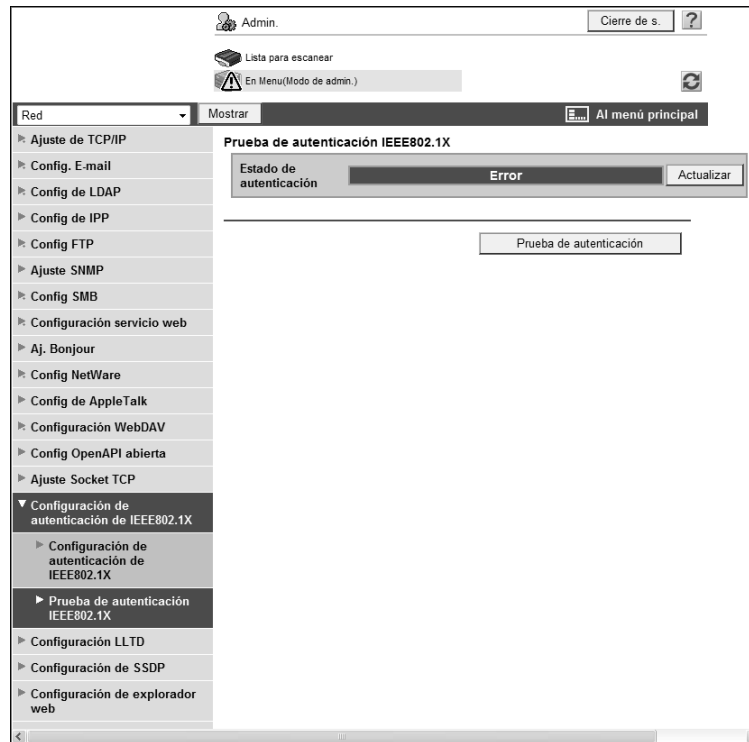 Admin.
Cierre de s.
?
Lista para escanear
En Menu(Modo de admin.)
Red
Mostrar
Al menú principal
Ajuste de TCP/IP
Config. E-mail
Config de LDAP
Config de IPP
Config FTP
Ajuste SNMP
Config SMB
Configuración servicio web
Aj. Bonjour
Config NetWare
Config de AppleTalk
Configuración WebDAV
Config OpenAPI abierta
Ajuste Socket TCP
Configuración de
autenticación de IEEE802.1X
Configuración de
autenticación de
IEEE802.1X
Prueba de autenticación
IEEE802.1X
Configuración LLTD
Configuración de SSDP
Configuración de explorador
web
Prueba de autenticación IEEE802.1X
Estado de
autenticación
Error
Actualizar
Prueba de autenticación